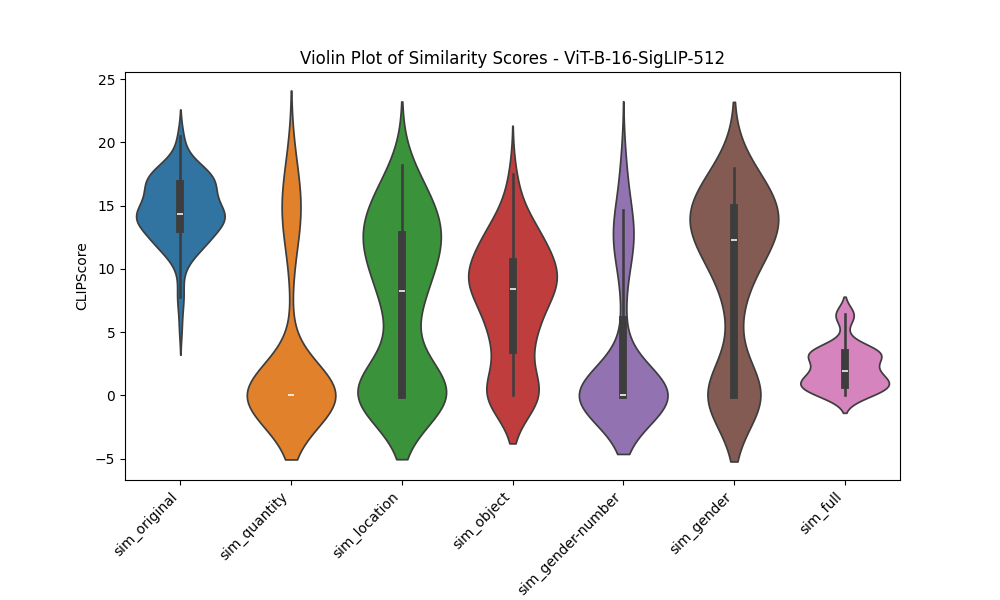 Violin Plot of Similarity Scores - ViT-B-16-SigLIP-512
25
20
15
10
5
0
−5
CLIPScore
sim_original
sim_quantity
sim_location
sim_object
sim_gender-number
sim_gender
sim_full